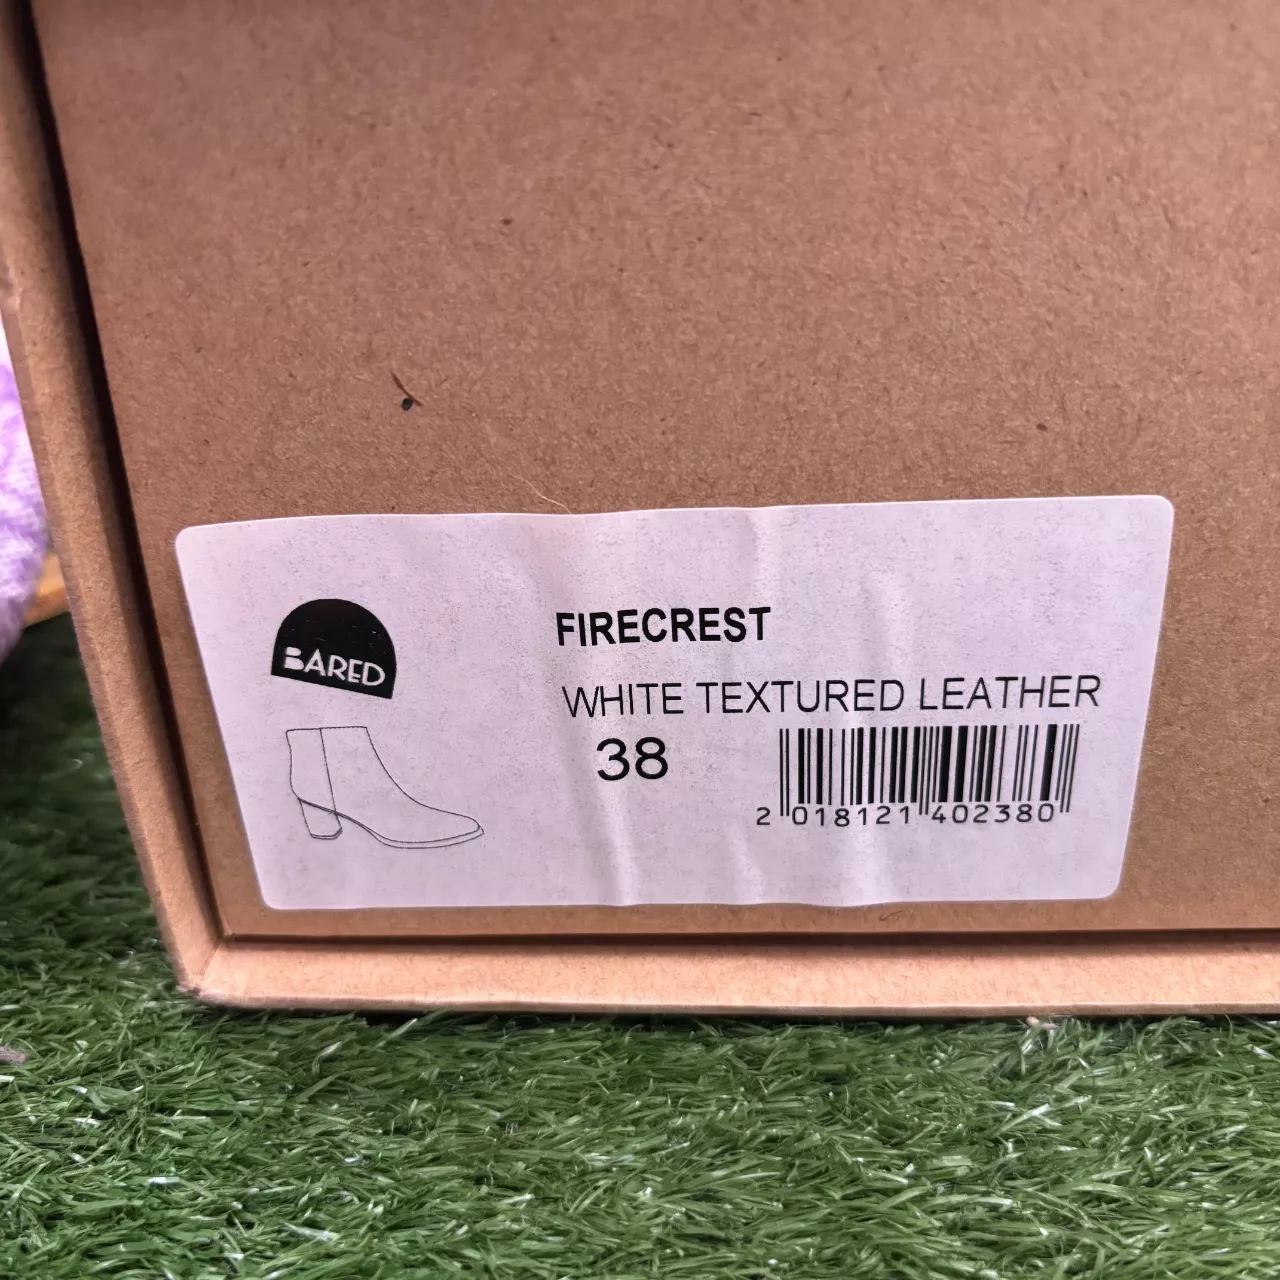 BARED
FIRECREST
WHITE TEXTURED LEATHER
38
2 018121 402380